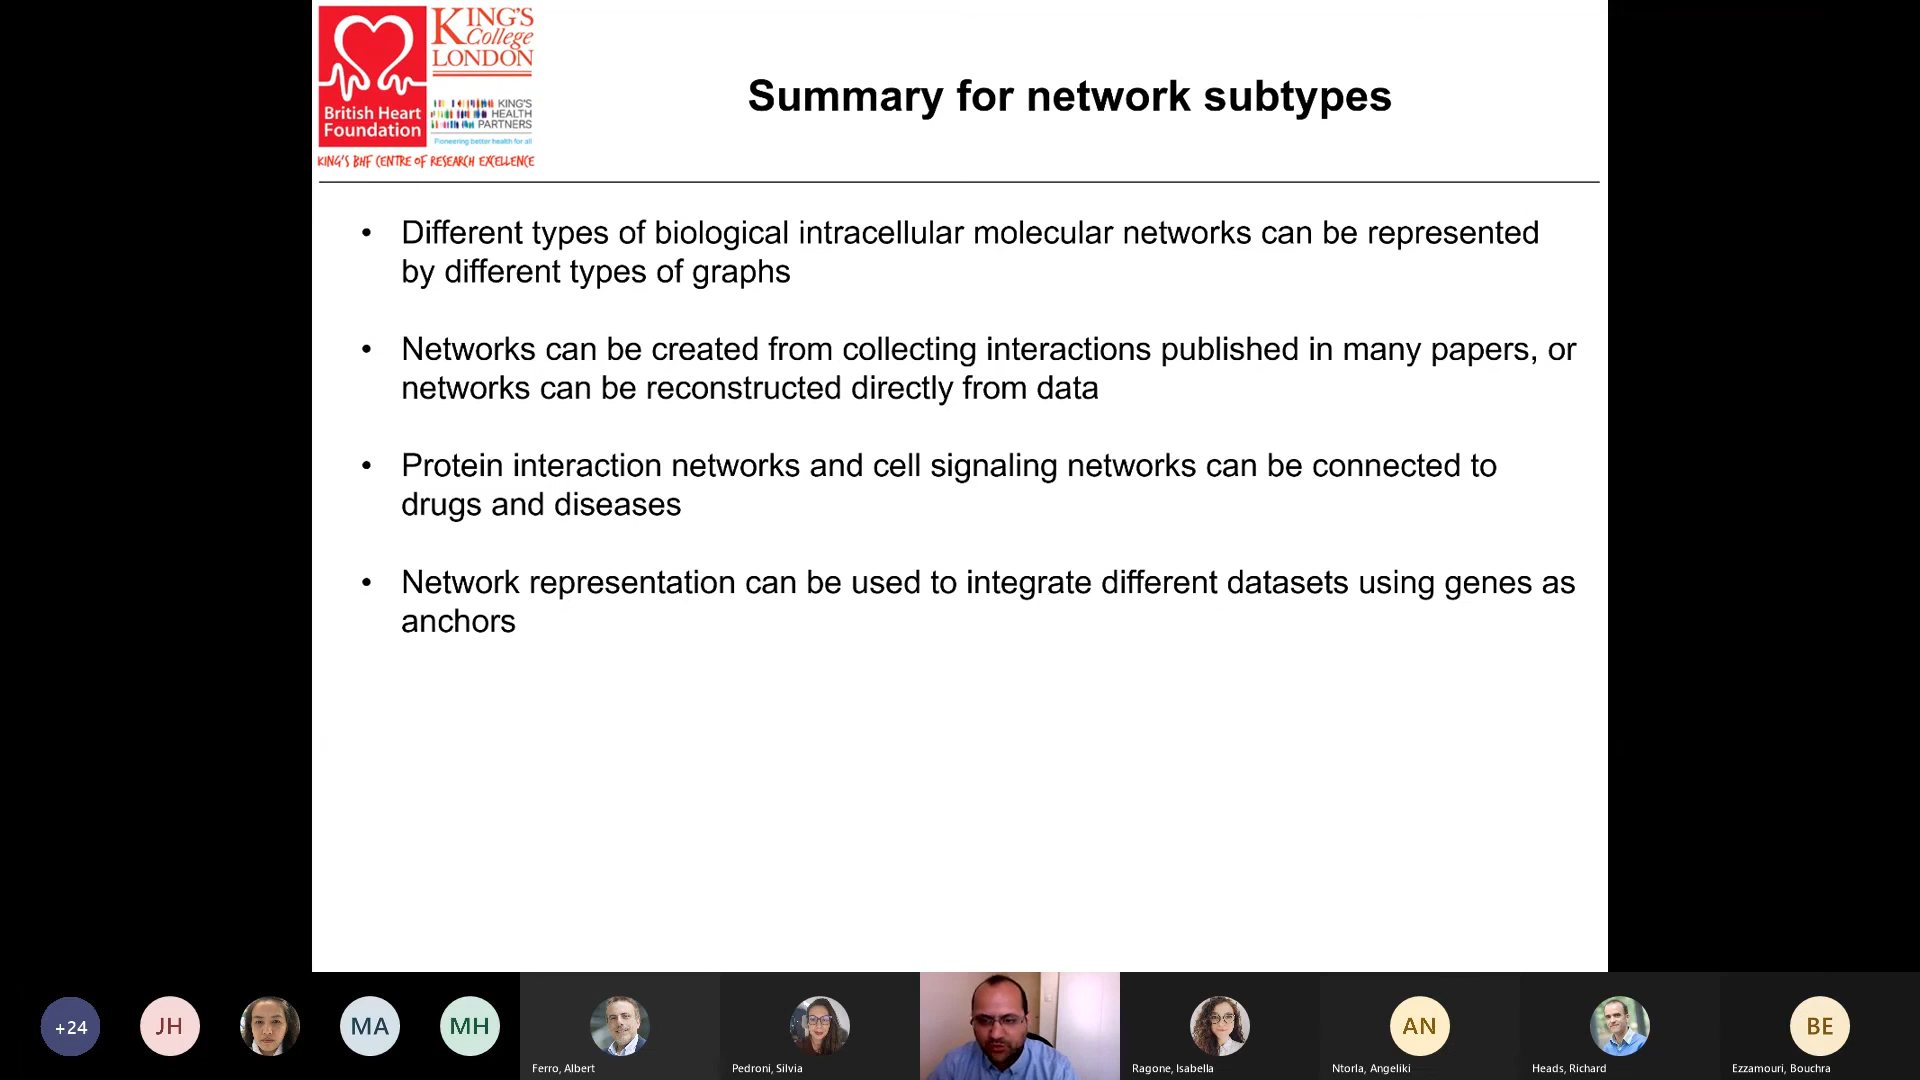 KING'S
College
LONDON
British Heart
Foundation
KING'S
HEALTH
PARTNERS
Pioneering better health for all
KING'S BHF CENTRE OF RESEARCH EXCELLENCE
Summary for network subtypes
• Different types of biological intracellular molecular networks can be represented
by different types of graphs
• Networks can be created from collecting interactions published in many papers, or
networks can be reconstructed directly from data
• Protein interaction networks and cell signaling networks can be connected to
drugs and diseases
• Network representation can be used to integrate different datasets using genes as
anchors
+24
JH
MA
MH
Ferro, Albert
Pedroni, Silvia
Ragone, Isabella
AN
Ntorla, Angeliki
Heads, Richard
BE
Ezzamouri, Bouchra